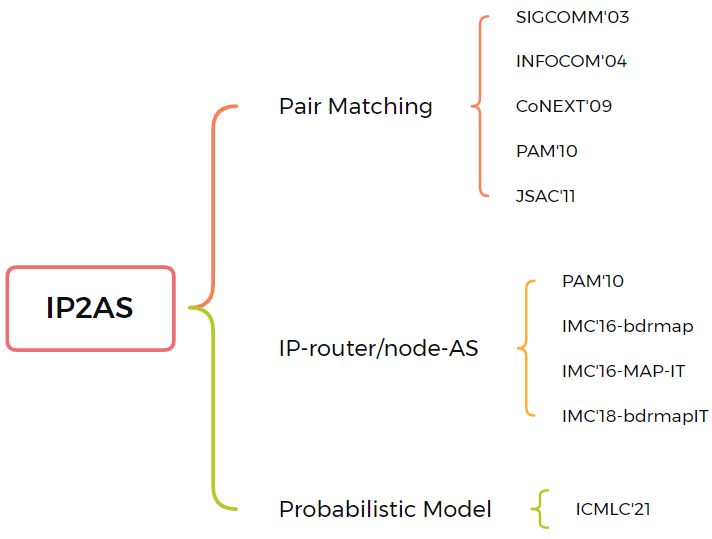 IP2AS
Pair Matching
SIGCOMM'03
INFOCOM'04
CoNEXT'09
PAM'10
JSAC'11
IP-router/node-AS
PAM'10
IMC'16-bdrmap
IMC'16-MAP-IT
IMC'18-bdrmapIT
Probabilistic Model
ICMLC'21